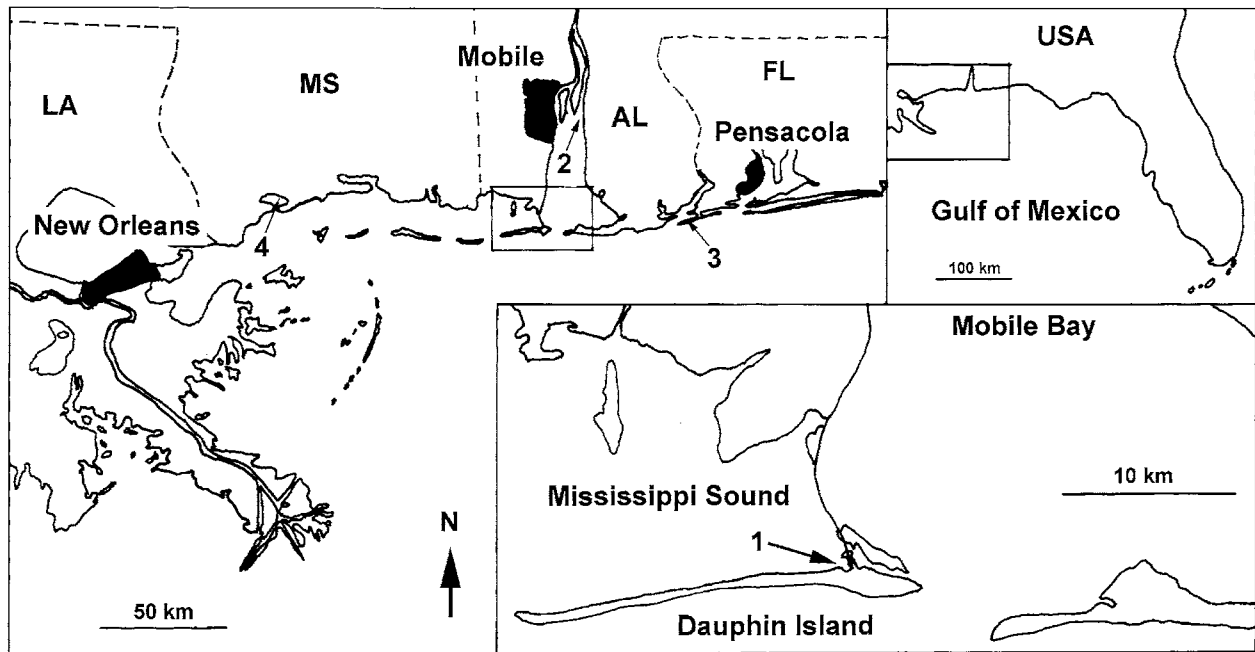 LA
MS
Mobile
2
AL
FL
Pensacola
USA
New Orleans
4
3
Gulf of Mexico
100 km
50 km
N
Mobile Bay
10 km
Mississippi Sound
1
Dauphin Island